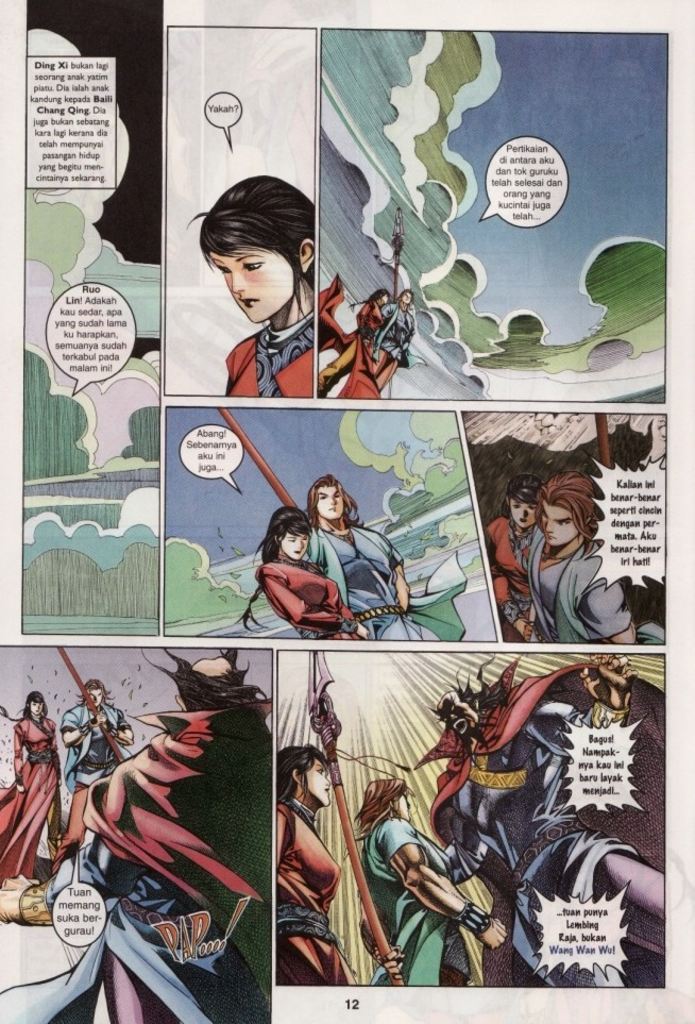 Ding Xi bukan lagi
seorang anak yatim
piatu. Dia ialah anak
kandung kepada Baili
Chang Qing. Dia
juga bukan sebatang
kara lagi kerana dia
telah mempunyai
pasangan hidup
yang begitu men-
cintainya sekarang.
Ruo
Lin! Adakah
kau sedar, apa
yang sudah lama
ku harapkan,
semuanya sudah
terkabul pada
malam ini!
Yakah?
Pertikaian
di antara aku
dan tok guruku
telah selesai dan
orang yang
kucintai juga
telah...
Abang!
Sebenarnya
aku ini
juga...
Kalian ini
benar-benar
seperti cincin
dengan per-
mata. Aku
benar-benar
iri hati!
Tuan
memang
suka ber-
gurau!
PAP....!
Bagus!
Nampak-
nya kau ini
baru layak
menjadi...
...tuan punya
Lembing
Raja, bukan
Wang Wan Wu!
12